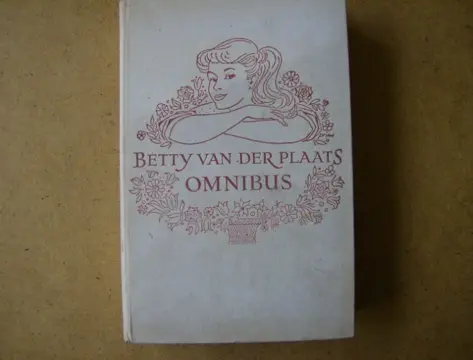 BETTY VAN DER PLAATS
OMNIBUS